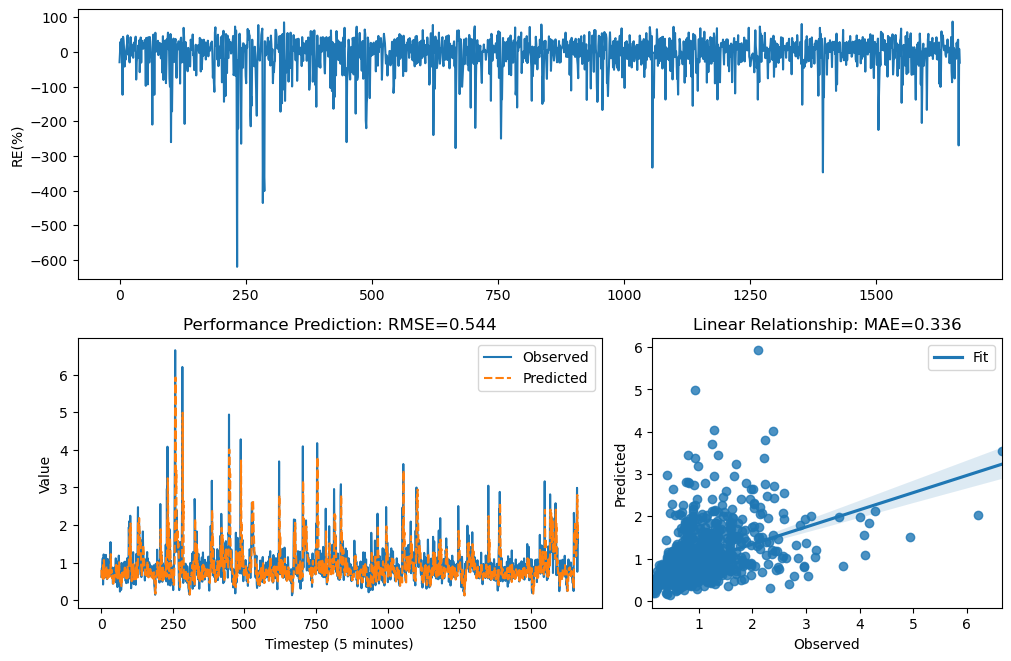 100
0
−100
−200
−300
−400
−500
−600
RE(%)
0 250 500 750 1000 1250 1500
Performance Prediction: RMSE=0.544
Observed
Predicted
6
5
4
3
2
1
0
Value
0 250 500 750 1000 1250 1500
Timestep (5 minutes)
Linear Relationship: MAE=0.336
Fit
6
5
4
3
2
1
0
Predicted
1 2 3 4 5 6
Observed